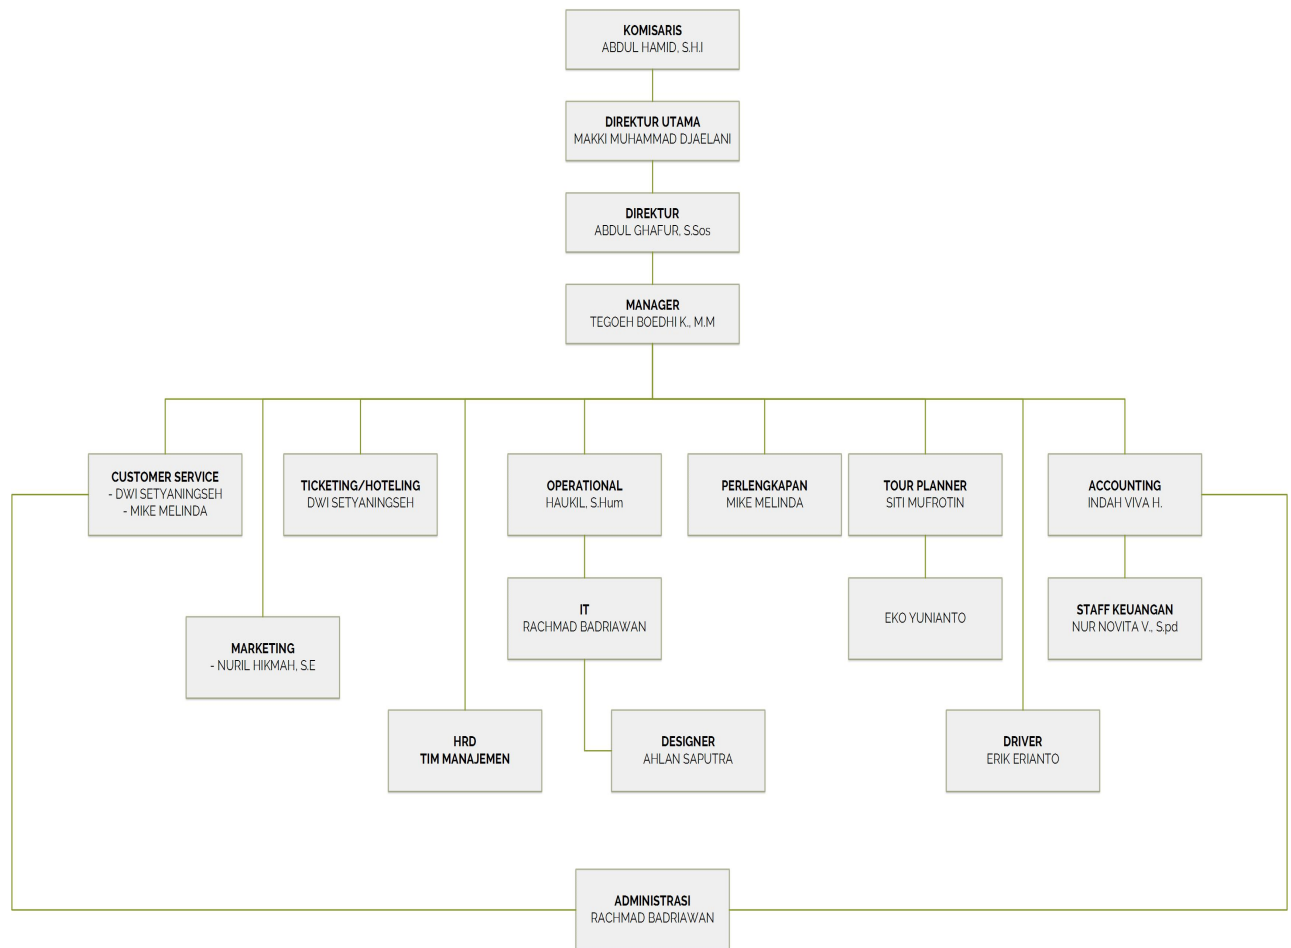 KOMISARIS
ABDUL HAMID, S.H.I
DIREKTUR UTAMA
MAKKI MUHAMMAD DJAELANI
DIREKTUR
ABDUL GHAFUR, S.Sos
MANAGER
TEGOEH BOEDHI K., M.M
CUSTOMER SERVICE
- DWI SETYANINGSEH
- MIKE MELINDA
TICKETING/HOTELING
DWI SETYANINGSEH
OPERATIONAL
HAUKIL, S.Hum
PERLENGKAPAN
MIKE MELINDA
TOUR PLANNER
SITI MUFROTIN
ACCOUNTING
INDAH VIVA H.
IT
RACHMAD BADRIAWAN
EKO YUNIANTO
STAFF KEUANGAN
NUR NOVITA V., S.pd
MARKETING
- NURIL HIKMAH, S.E
HRD
TIM MANAJEMEN
DESIGNER
AHLAN SAPUTRA
DRIVER
ERIK ERIANTO
ADMINISTRASI
RACHMAD BADRIAWAN